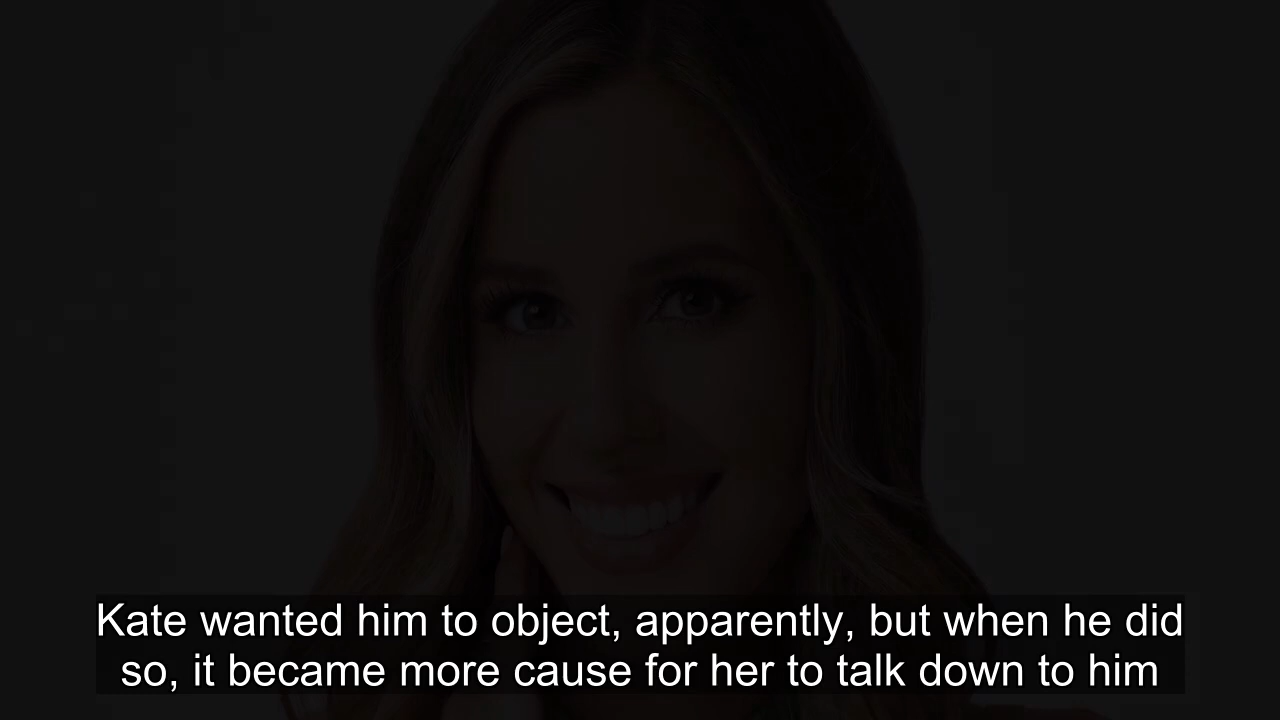 Kate wanted him to object, apparently, but when he did
so, it became more cause for her to talk down to him